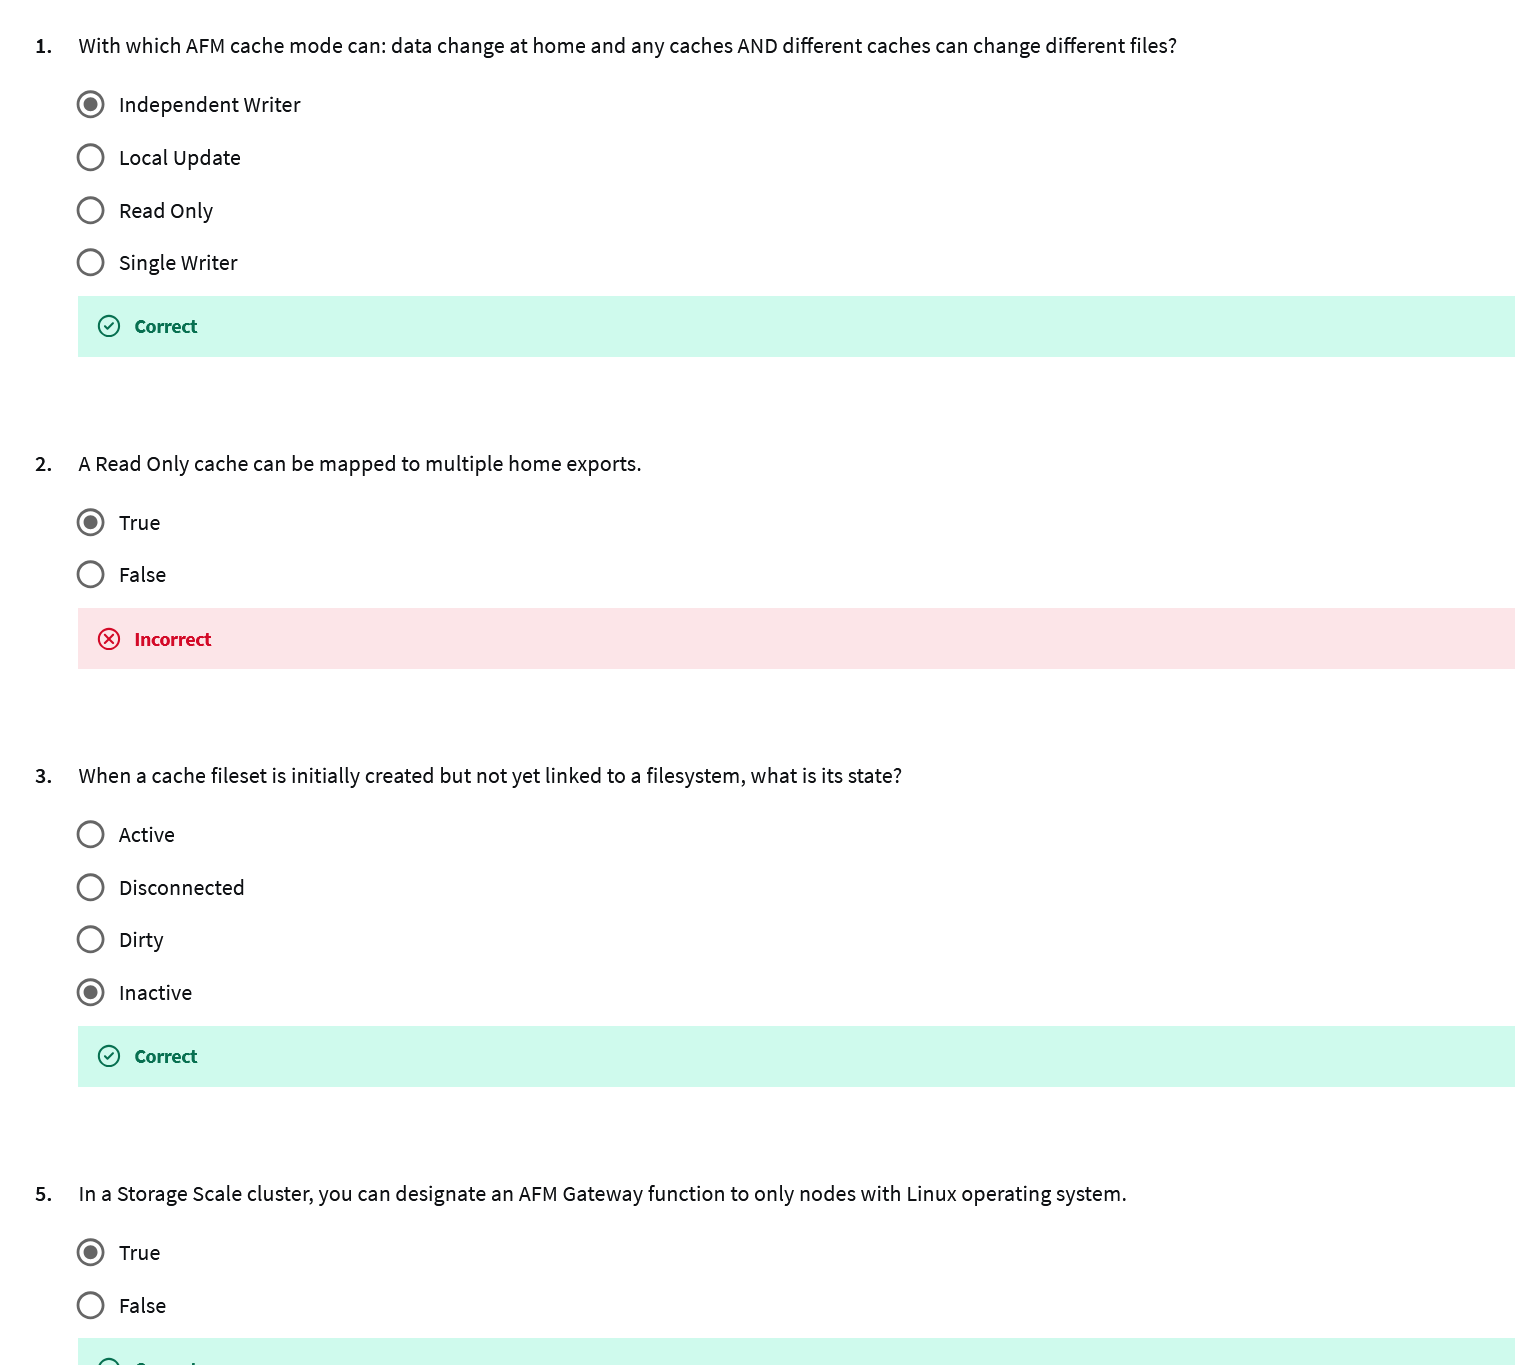 1. With which AFM cache mode can: data change at home and any caches AND different caches can change different files?
Independent Writer
Local Update
Read Only
Single Writer
Correct
2. A Read Only cache can be mapped to multiple home exports.
True
False
Incorrect
3. When a cache fileset is initially created but not yet linked to a filesystem, what is its state?
Active
Disconnected
Dirty
Inactive
Correct
5. In a Storage Scale cluster, you can designate an AFM Gateway function to only nodes with Linux operating system.
True
False